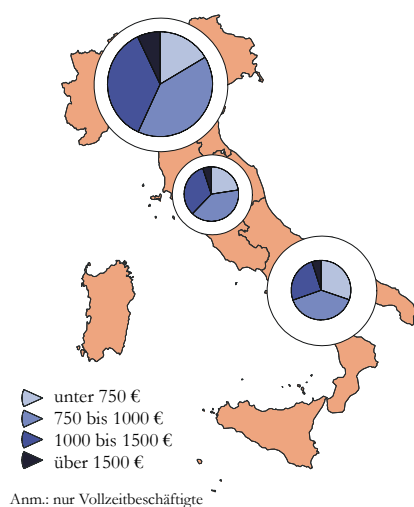 unter 750 €
750 bis 1000 €
1000 bis 1500 €
über 1500 €
Anm.: nur Vollzeitbeschäftigte